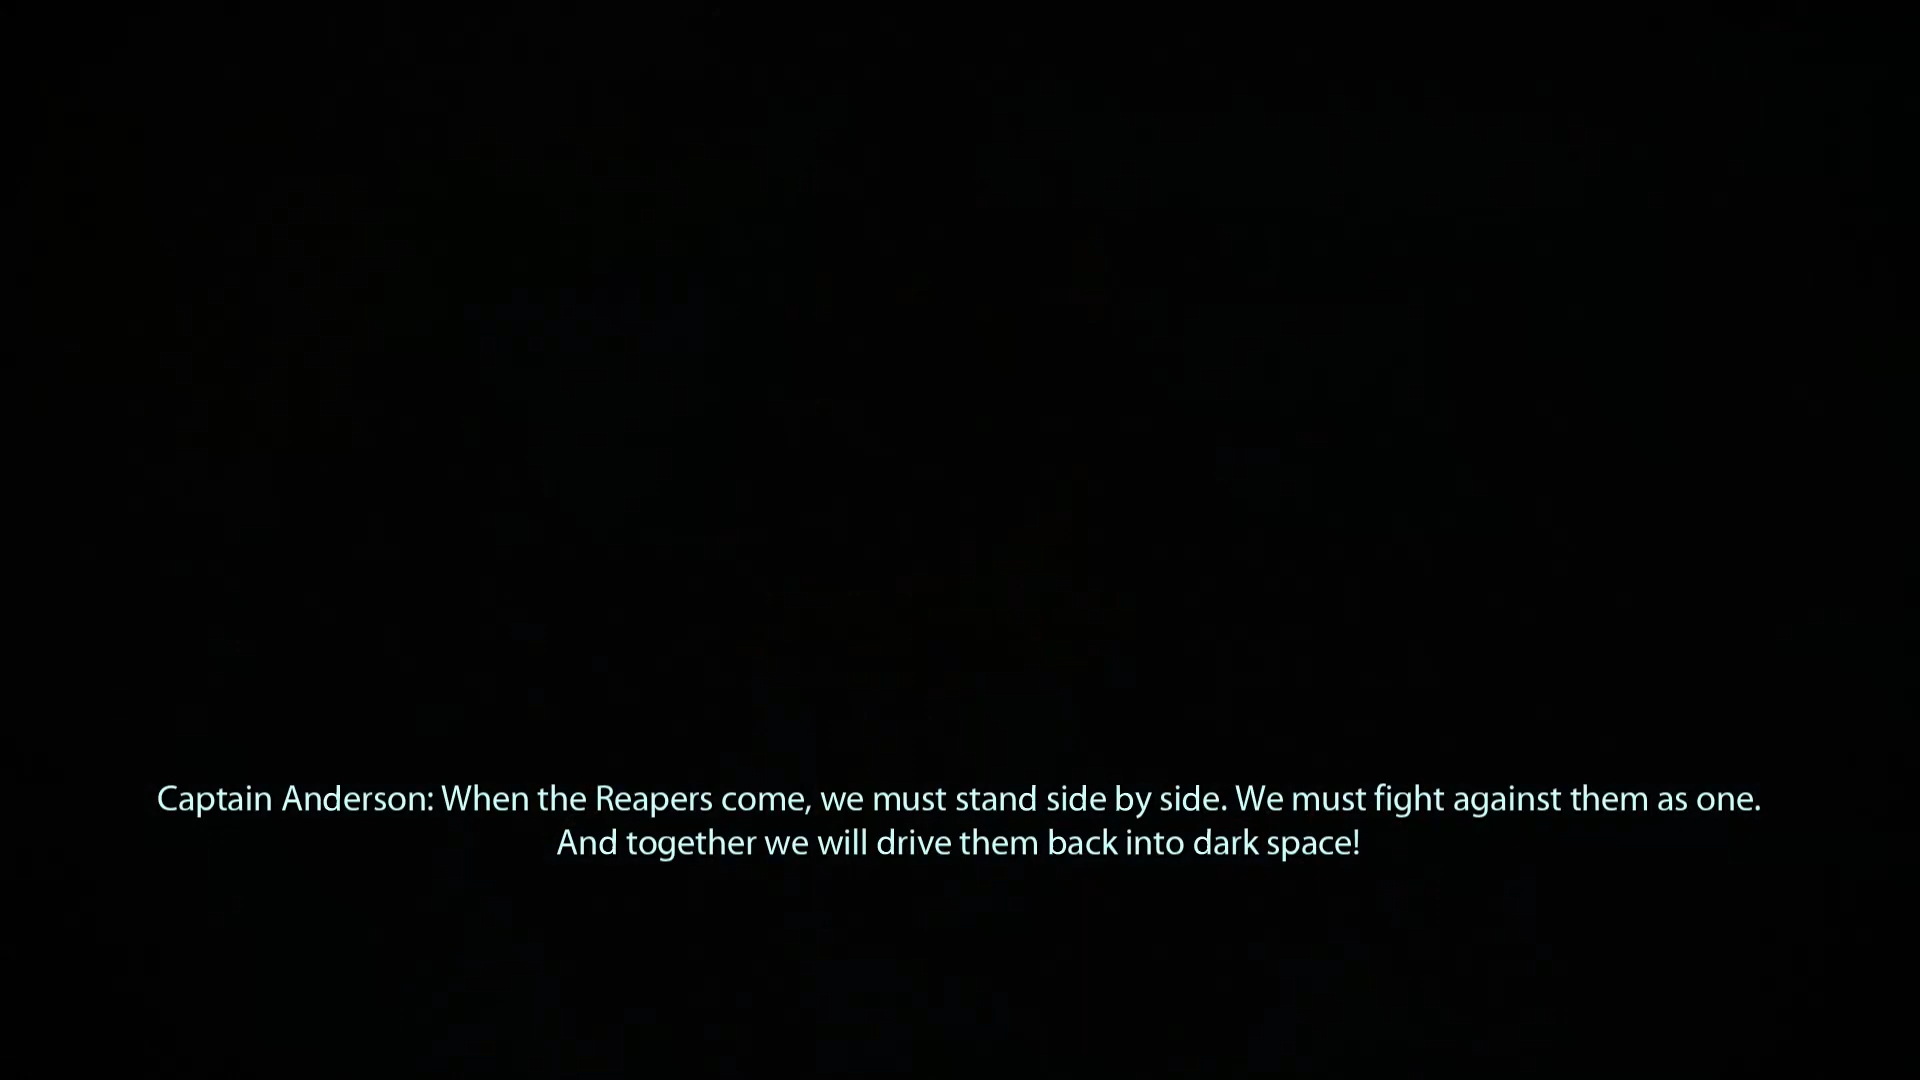 Captain Anderson: When the Reapers come, we must stand side by side. We must fight against them as one.
And together we will drive them back into dark space!